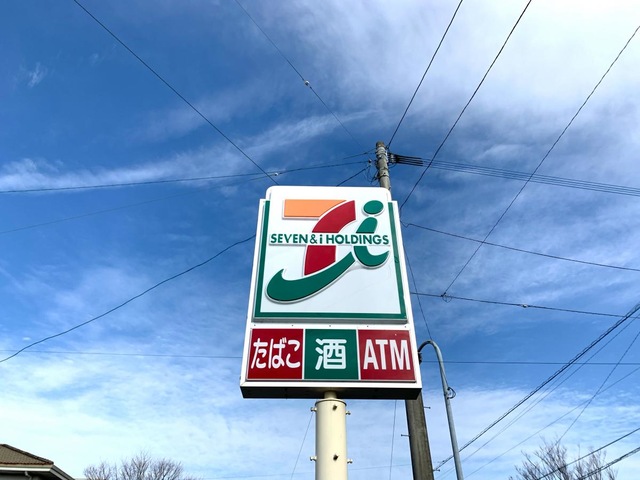 SEVEN & i HOLDINGS
たばこ 酒 ATM